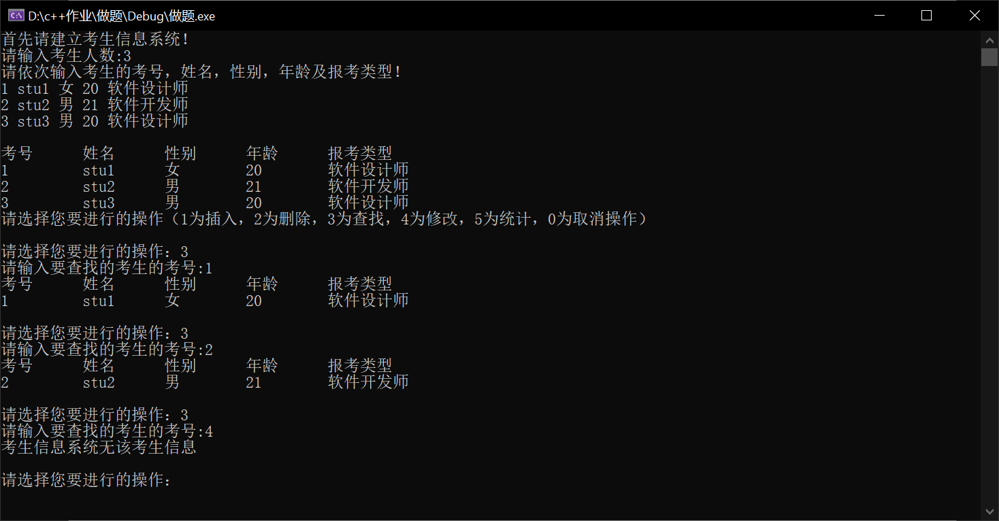 D:\c++作业\做题\Debug\做题.exe
首先请建立考生信息系统！
请输入考生人数:3
请依次输入考生的考号，姓名，性别，年龄及报考类型！
1 stu1 女 20 软件设计师
2 stu2 男 21 软件开发师
3 stu3 男 20 软件设计师
考号 姓名 性别 年龄 报考类型
1 stu1 女 20 软件设计师
2 stu2 男 21 软件开发师
3 stu3 男 20 软件设计师
请选择您要进行的操作（1为插入，2为删除，3为查找，4为修改，5为统计，0为取消操作）
请选择您要进行的操作：3
请输入要查找的考生的考号:1
考号 姓名 性别 年龄 报考类型
1 stu1 女 20 软件设计师
请选择您要进行的操作：3
请输入要查找的考生的考号:2
考号 姓名 性别 年龄 报考类型
2 stu2 男 21 软件开发师
请选择您要进行的操作：3
请输入要查找的考生的考号:4
考生信息系统无该考生信息
请选择您要进行的操作：